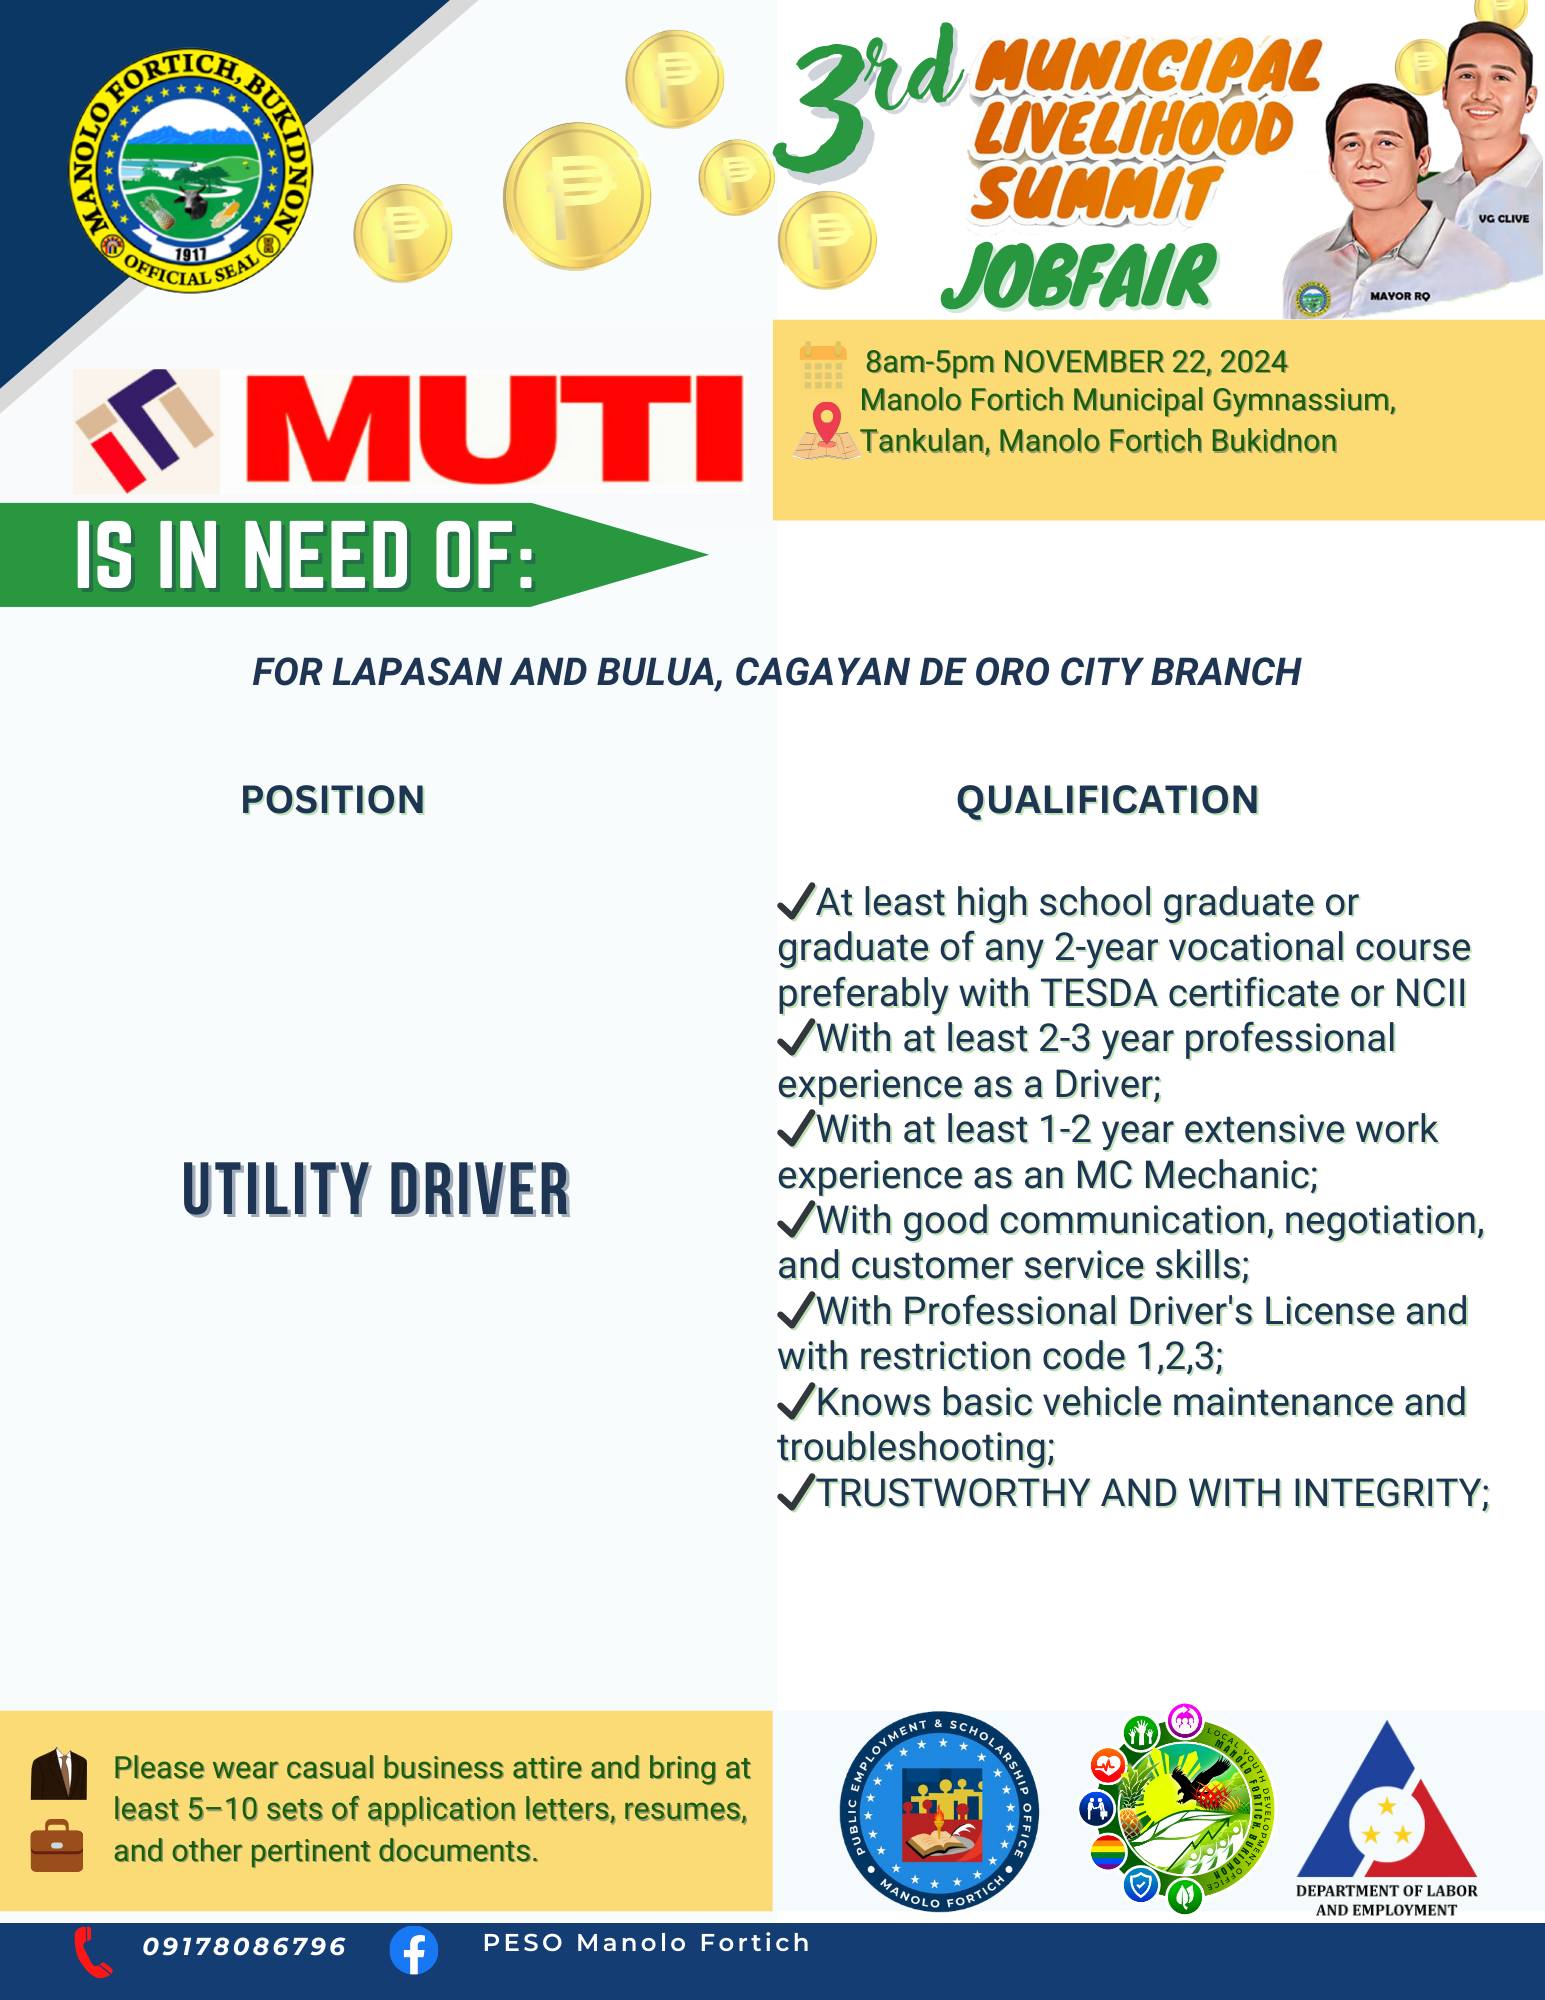 MANOLO FORTICH, BUKIDNON
1917
OFFICIAL SEAL
3rd MUNICIPAL
LIVELIHOOD
SUMMIT
JOBFAIR
VG CLIVE
MAYOR RQ
MUTI
8am-5pm NOVEMBER 22, 2024
Manolo Fortich Municipal Gymnassium,
Tankulan, Manolo Fortich Bukidnon
IS IN NEED OF:
FOR LAPASAN AND BULUA, CAGAYAN DE ORO CITY BRANCH
POSITION
UTILITY DRIVER
QUALIFICATION
✓At least high school graduate or
graduate of any 2-year vocational course
preferably with TESDA certificate or NCII
✓With at least 2-3 year professional
experience as a Driver;
✓With at least 1-2 year extensive work
experience as an MC Mechanic;
✓With good communication, negotiation,
and customer service skills;
✓With Professional Driver's License and
with restriction code 1,2,3;
✓Knows basic vehicle maintenance and
troubleshooting;
✓TRUSTWORTHY AND WITH INTEGRITY;
Please wear casual business attire and bring at
least 5–10 sets of application letters, resumes,
and other pertinent documents.
PUBLIC EMPLOYMENT & SCHOLARSHIP OFFICE
MANOLO FORTICH
LOCAL YOUTH DEVELOPMENT OFFICE
MANOLO FORTICH, BUKIDNON
DEPARTMENT OF LABOR
AND EMPLOYMENT
09178086796
PESO Manolo Fortich